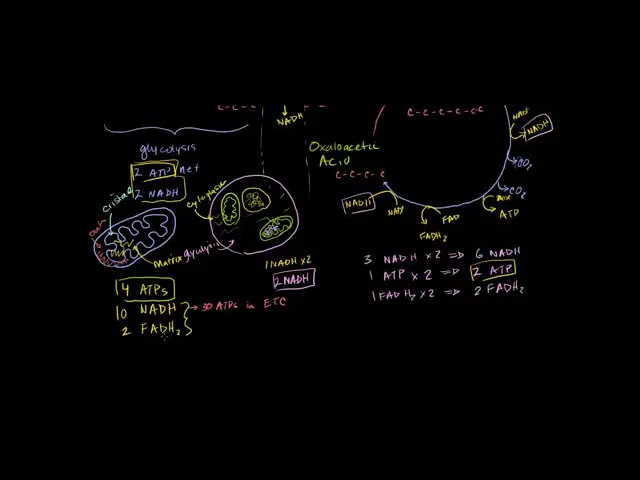 C-C-C
NADH
C-C-C-C-C-C
NAD+
NADH
glycolysis
Oxaloacetic
Acid
CO2
2 ATP net
2 NADH
C-C-C-C
CO2
cristae
cytoplasm
NADH
NAD
FAD
FADH2
ATP
Outer
Matrix
glycolysis
1 NADH x 2
2 NADH
3 NADH x 2 => 6 NADH
1 ATP x 2 => 2 ATP
1 FADH2 x 2 => 2 FADH2
4 ATPs
10 NADH
2 FADH2
30 ATPs in ETC